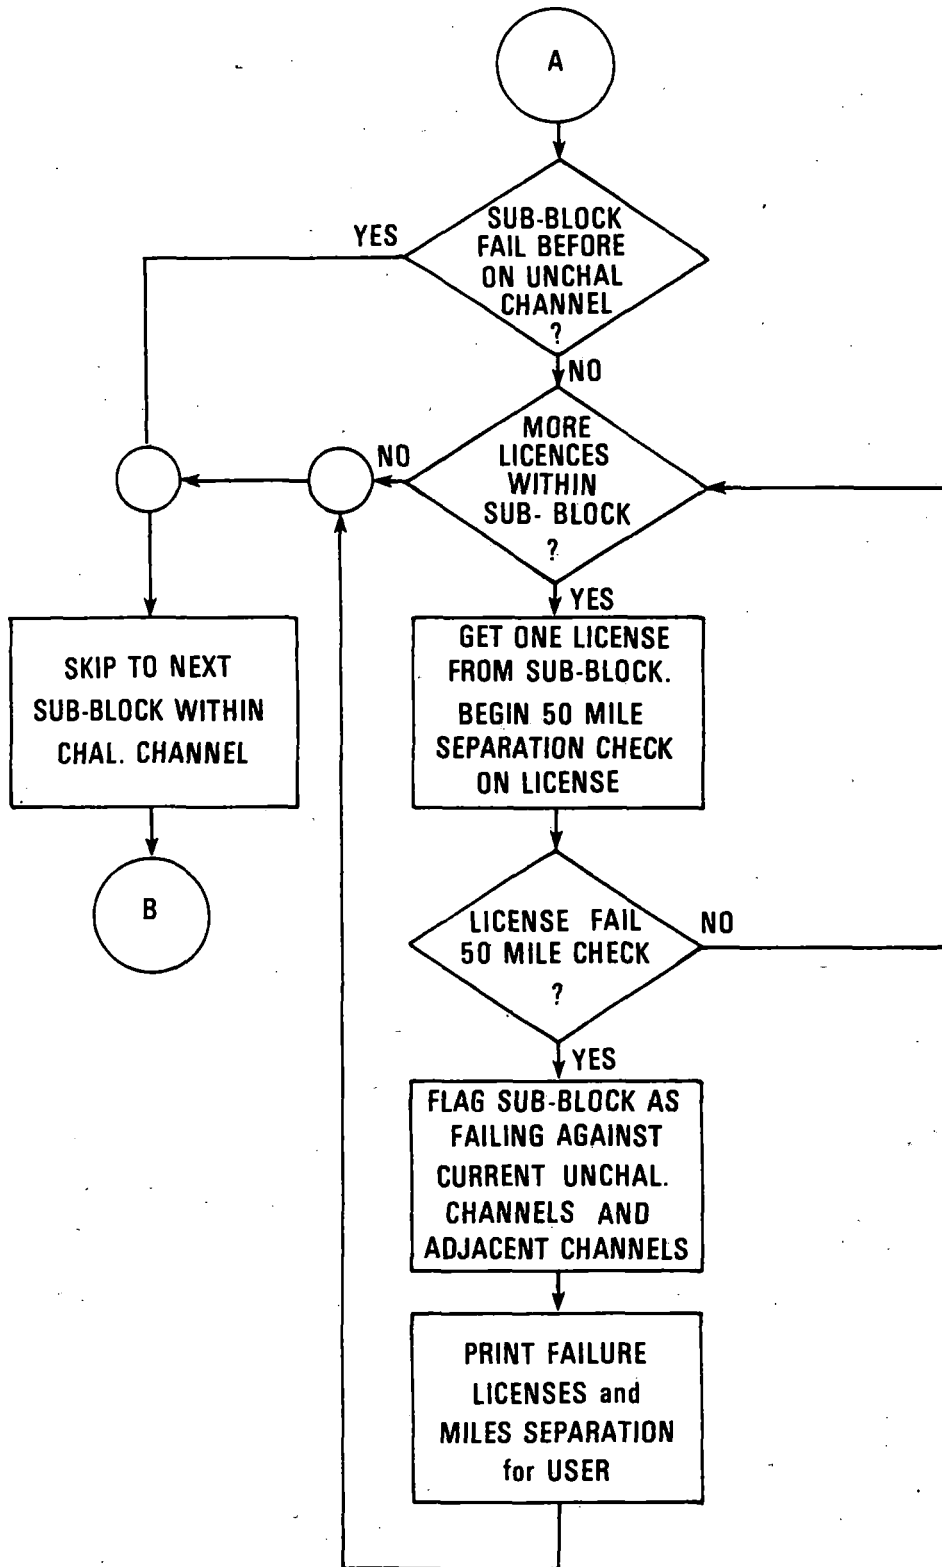 A
SUB-BLOCK
FAIL BEFORE
ON UNCHAL
CHANNEL
?
YES
NO
MORE
LICENCES
WITHIN
SUB- BLOCK
?
NO
YES
SKIP TO NEXT
SUB-BLOCK WITHIN
CHAL. CHANNEL
B
GET ONE LICENSE
FROM SUB-BLOCK.
BEGIN 50 MILE
SEPARATION CHECK
ON LICENSE
LICENSE FAIL
50 MILE CHECK
?
NO
YES
FLAG SUB-BLOCK AS
FAILING AGAINST
CURRENT UNCHAL.
CHANNELS AND
ADJACENT CHANNELS
PRINT FAILURE
LICENSES and
MILES SEPARATION
for USER